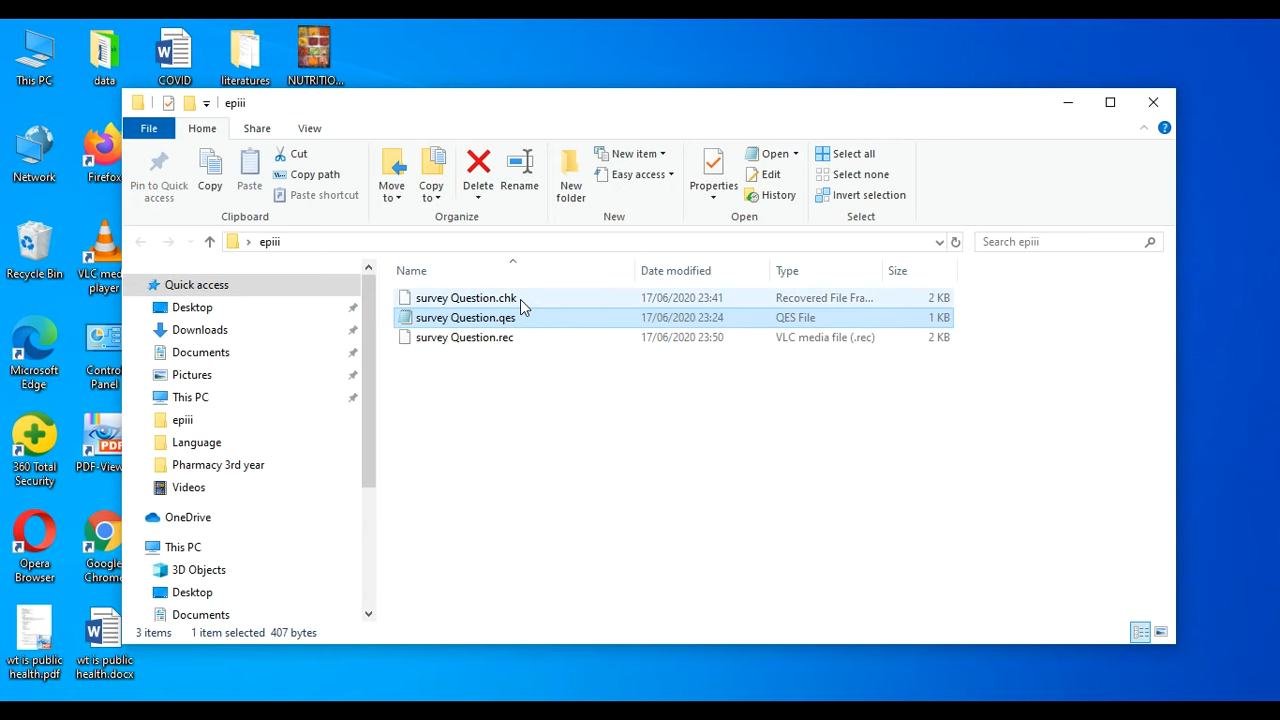 This PC
data
COVID
literatures
NUTRITIO...
epiii
File
Home
Share
View
Pin to Quick
access
Copy
Paste
Cut
Copy path
Paste shortcut
Clipboard
Move
to
Copy
to
Delete
Rename
Organize
New
folder
New item
Easy access
New
Properties
Open
Edit
History
Open
Select all
Select none
Invert selection
Select
epiii
Search epiii
Name
Date modified
Type
Size
survey Question.chk
17/06/2020 23:41
Recovered File Fra...
2 KB
survey Question.qes
17/06/2020 23:24
QES File
1 KB
survey Question.rec
17/06/2020 23:50
VLC media file (.rec)
2 KB
Quick access
Desktop
Downloads
Documents
Pictures
This PC
epiii
Language
Pharmacy 3rd year
Videos
OneDrive
This PC
3D Objects
Desktop
Documents
3 items
1 item selected 407 bytes
Network
Firefox
Recycle Bin
VLC med
player
Microsoft
Edge
Control
Panel
360 Total
Security
PDF
PDF-View
Opera
Browser
Google
Chrom
wt is public
health.pdf
wt is public
health.docx